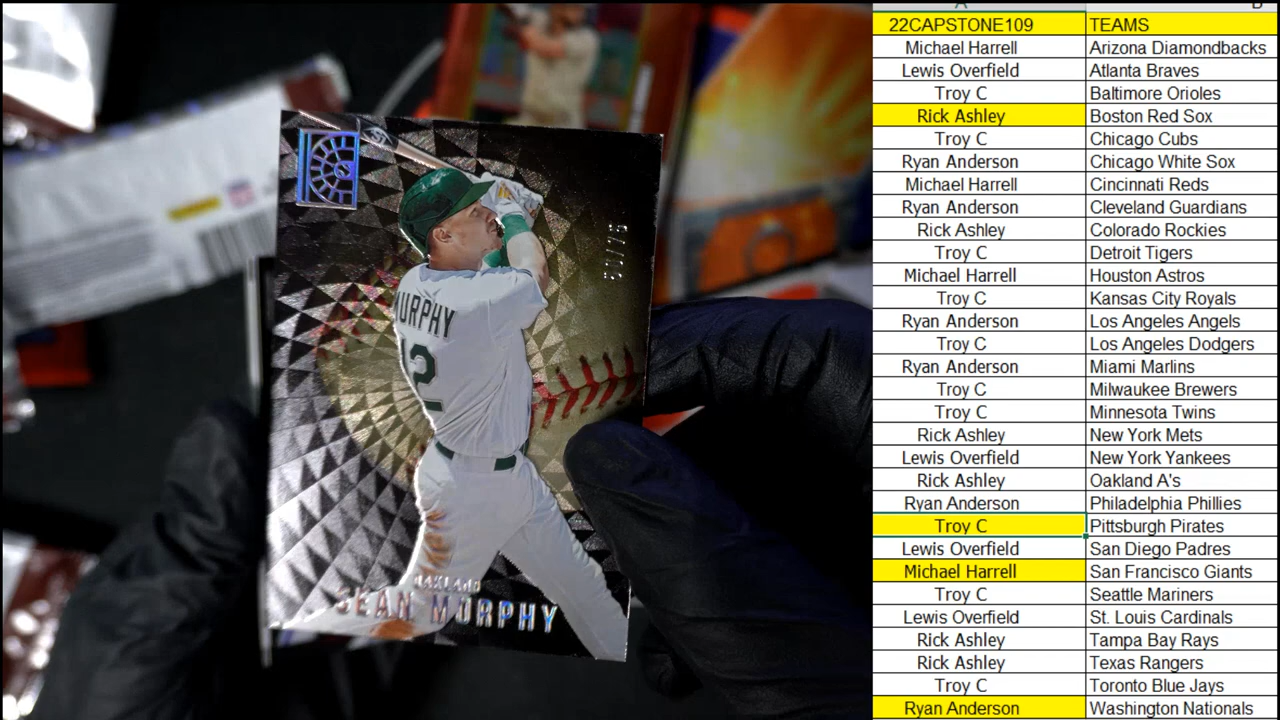 22CAPSTONE109 TEAMS
Michael Harrell Arizona Diamondbacks
Lewis Overfield Atlanta Braves
Troy C Baltimore Orioles
Rick Ashley Boston Red Sox
Troy C Chicago Cubs
Ryan Anderson Chicago White Sox
Michael Harrell Cincinnati Reds
Ryan Anderson Cleveland Guardians
Rick Ashley Colorado Rockies
Troy C Detroit Tigers
Michael Harrell Houston Astros
Troy C Kansas City Royals
Ryan Anderson Los Angeles Angels
Troy C Los Angeles Dodgers
Ryan Anderson Miami Marlins
Troy C Milwaukee Brewers
Troy C Minnesota Twins
Rick Ashley New York Mets
Lewis Overfield New York Yankees
Rick Ashley Oakland A's
Ryan Anderson Philadelphia Phillies
Troy C Pittsburgh Pirates
Lewis Overfield San Diego Padres
Michael Harrell San Francisco Giants
Troy C Seattle Mariners
Lewis Overfield St. Louis Cardinals
Rick Ashley Tampa Bay Rays
Rick Ashley Texas Rangers
Troy C Toronto Blue Jays
Ryan Anderson Washington Nationals
MURPHY
12
OAKLAND
SEAN MURPHY